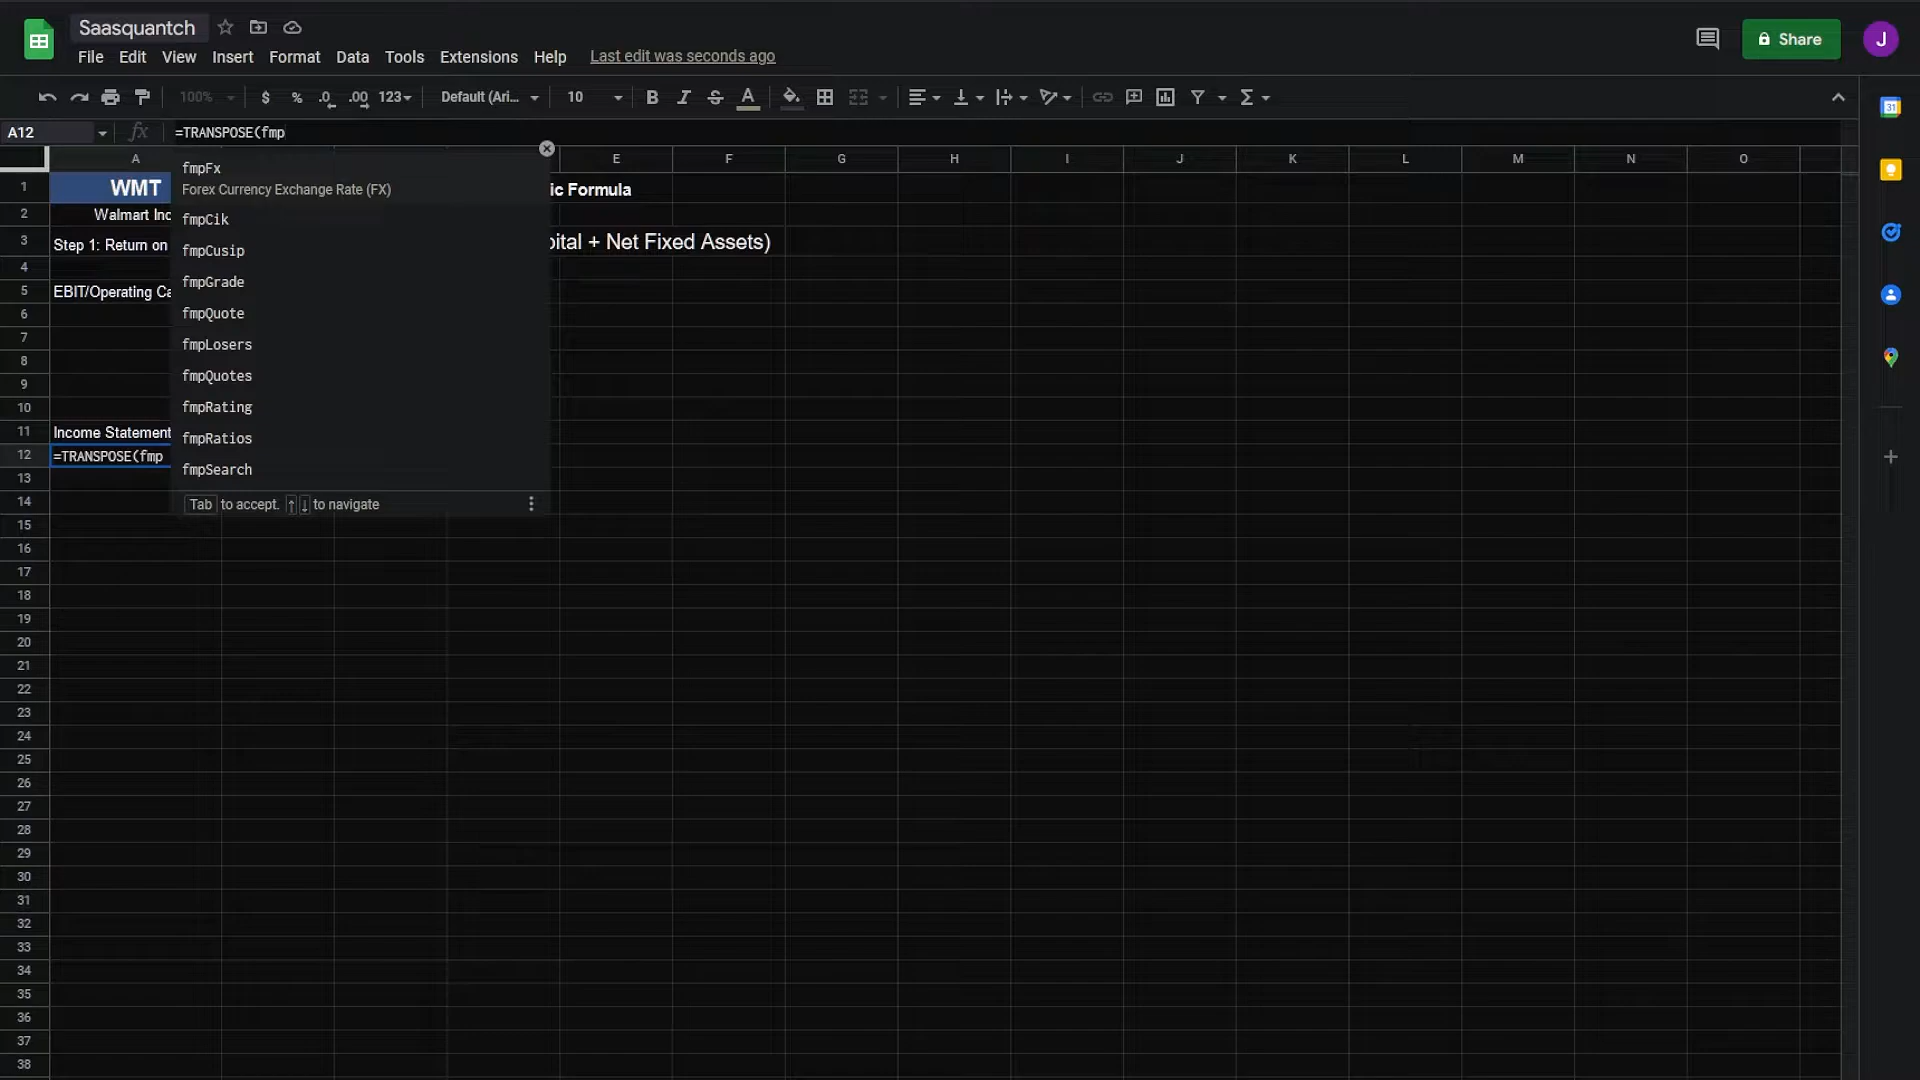 Saasquantch
File Edit View Insert Format Data Tools Extensions Help Last edit was seconds ago
Share
J
100% $ % .0 .00 123 Default (Ari... 10 B I S A
31
A12 fx =TRANSPOSE(fmp
A E F G H I J K L M N O
fmpFx
Forex Currency Exchange Rate (FX)
fmpCik
fmpCusip
fmpGrade
fmpQuote
fmpLosers
fmpQuotes
fmpRating
fmpRatios
fmpSearch
Tab to accept. ↑ ↓ to navigate
1 WMT ic Formula
2 Walmart Inc
3 Step 1: Return on pital + Net Fixed Assets)
4
5 EBIT/Operating Ca
6
7
8
9
10
11 Income Statement
12 =TRANSPOSE(fmp
13
14
15
16
17
18
19
20
21
22
23
24
25
26
27
28
29
30
31
32
33
34
35
36
37
38